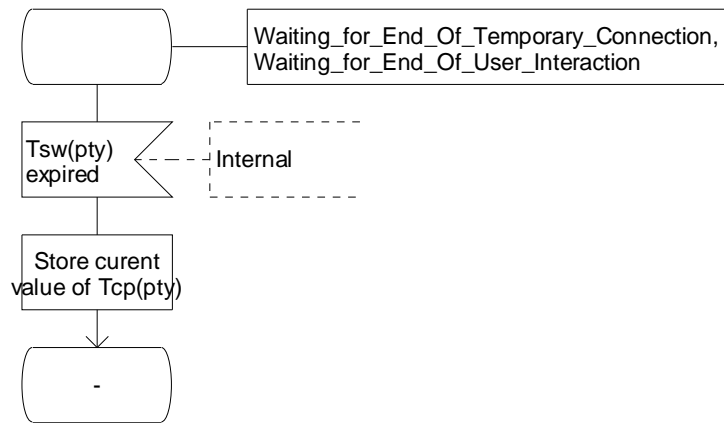 Waiting_for_End_Of_Temporary_Connection,
Waiting_for_End_Of_User_Interaction
Tsw(pty)
expired
Internal
Store curent
value of Tcp(pty)
-